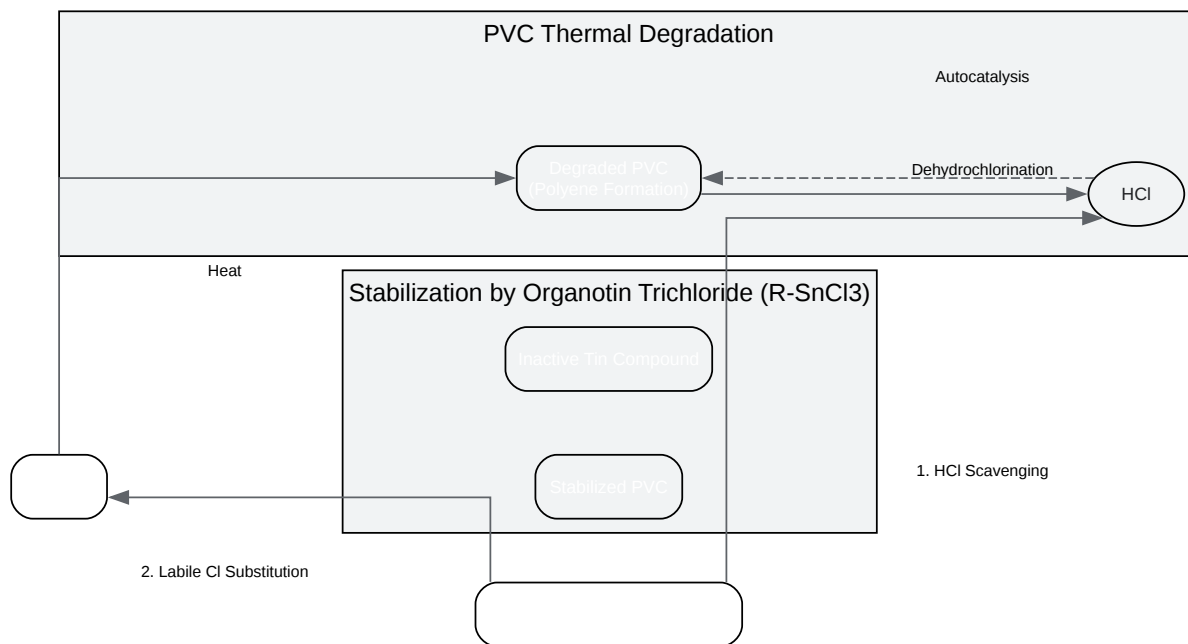 PVC Thermal Degradation
Autocatalysis
Degraded PVC
(Polyene Formation)
Dehydrochlorination
HCl
Heat
Stabilization by Organotin Trichloride (R-SnCl3)
Inactive Tin Compound
Stabilized PVC
1. HCl Scavenging
2. Labile Cl Substitution